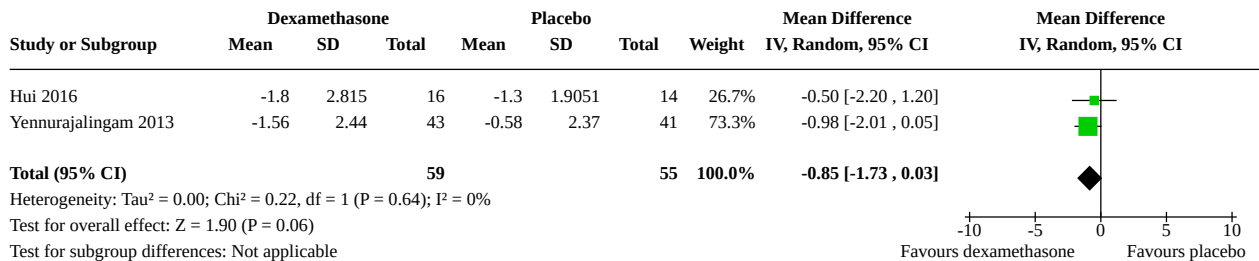 Dexamethasone Placebo Mean Difference Mean Difference
Study or Subgroup Mean SD Total Mean SD Total Weight IV, Random, 95% CI IV, Random, 95% CI
Hui 2016 -1.8 2.815 16 -1.3 1.9051 14 26.7% -0.50 [-2.20 , 1.20]
Yennurajalingam 2013 -1.56 2.44 43 -0.58 2.37 41 73.3% -0.98 [-2.01 , 0.05]
Total (95% CI) 59 55 100.0% -0.85 [-1.73 , 0.03]
Heterogeneity: Tau² = 0.00; Chi² = 0.22, df = 1 (P = 0.64); I² = 0%
Test for overall effect: Z = 1.90 (P = 0.06)
Test for subgroup differences: Not applicable
-10 -5 0 5 10
Favours dexamethasone Favours placebo